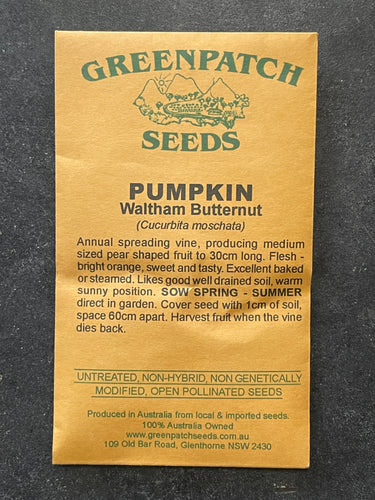 GREENPATCH
SEEDS
PUMPKIN
Waltham Butternut
(Cucurbita moschata)
Annual spreading vine, producing medium
sized pear shaped fruit to 30cm long. Flesh -
bright orange, sweet and tasty. Excellent baked
or steamed. Likes good well drained soil, warm
sunny position. SOW SPRING - SUMMER
direct in garden. Cover seed with 1cm of soil,
space 60cm apart. Harvest fruit when the vine
dies back.
UNTREATED, NON-HYBRID, NON GENETICALLY
MODIFIED, OPEN POLLINATED SEEDS
Produced in Australia from local & imported seeds.
100% Australia Owned
www.greenpatchseeds.com.au
109 Old Bar Road, Glenthorne NSW 2430